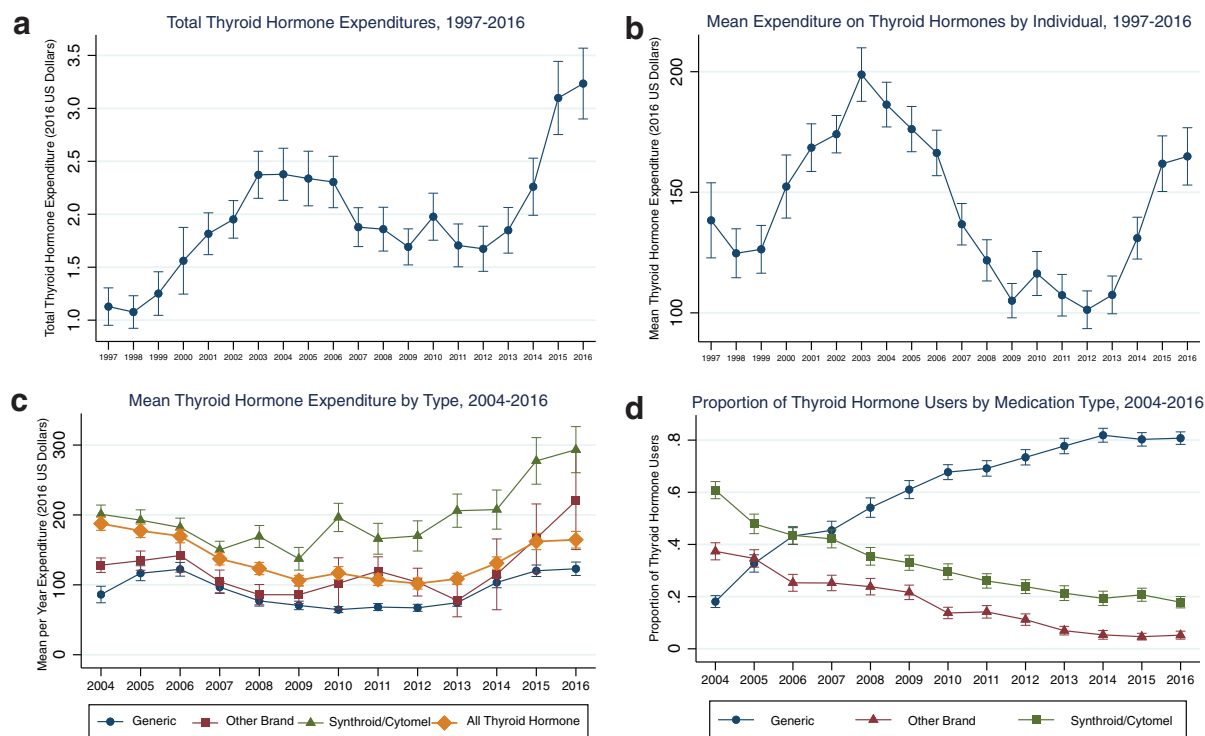 a
Total Thyroid Hormone Expenditures, 1997-2016
Total Thyroid Hormone Expenditure (2016 US Dollars)
3.5
3.0
2.5
2.0
1.5
1.0
1997 1998 1999 2000 2001 2002 2003 2004 2005 2006 2007 2008 2009 2010 2011 2012 2013 2014 2015 2016
b
Mean Expenditure on Thyroid Hormones by Individual, 1997-2016
Mean Thyroid Hormone Expenditure (2016 US Dollars)
200
150
100
1997 1998 1999 2000 2001 2002 2003 2004 2005 2006 2007 2008 2009 2010 2011 2012 2013 2014 2015 2016
c
Mean Thyroid Hormone Expenditure by Type, 2004-2016
Mean per Year Expenditure (2016 US Dollars)
300
200
100
0
2004 2005 2006 2007 2008 2009 2010 2011 2012 2013 2014 2015 2016
Generic Other Brand Synthroid/Cytomel All Thyroid Hormone
d
Proportion of Thyroid Hormone Users by Medication Type, 2004-2016
Proportion of Thyroid Hormone Users
.8
.6
.4
.2
0
2004 2005 2006 2007 2008 2009 2010 2011 2012 2013 2014 2015 2016
Generic Other Brand Synthroid/Cytomel